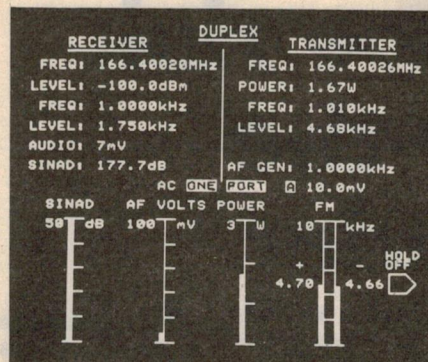 DUPLEX
RECEIVER
FREQ: 166.40020MHz
LEVEL: -100.0dBm
FREQ: 1.0000kHz
LEVEL: 1.750kHz
AUDIO: 7mV
SINAD: 177.7dB
TRANSMITTER
FREQ: 166.40026MHz
POWER: 1.67W
FREQ: 1.010kHz
LEVEL: 4.68kHz
AF GEN: 1.0000kHz
AC ONE PORT A 10.0mV
SINAD AF VOLTS POWER FM
50 dB 100 mV 3 W 10 kHz
HOLD
OFF
+ -
4.70 4.66